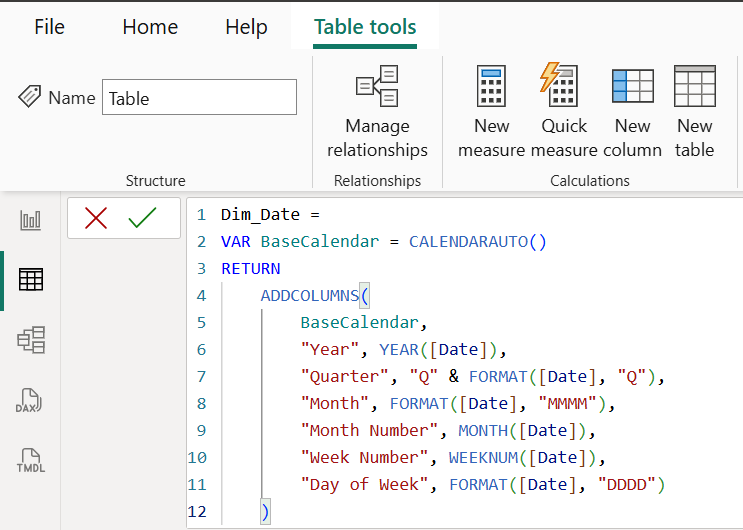 File Home Help Table tools
Name Table
Manage relationships
New measure
Quick measure
New column
New table
Structure Relationships Calculations
DAX
TMDL
1 Dim_Date =
2 VAR BaseCalendar = CALENDARAUTO()
3 RETURN
4     ADDCOLUMNS(
5         BaseCalendar,
6         "Year", YEAR([Date]),
7         "Quarter", "Q" & FORMAT([Date], "Q"),
8         "Month", FORMAT([Date], "MMMM"),
9         "Month Number", MONTH([Date]),
10         "Week Number", WEEKNUM([Date]),
11         "Day of Week", FORMAT([Date], "DDDD")
12     )